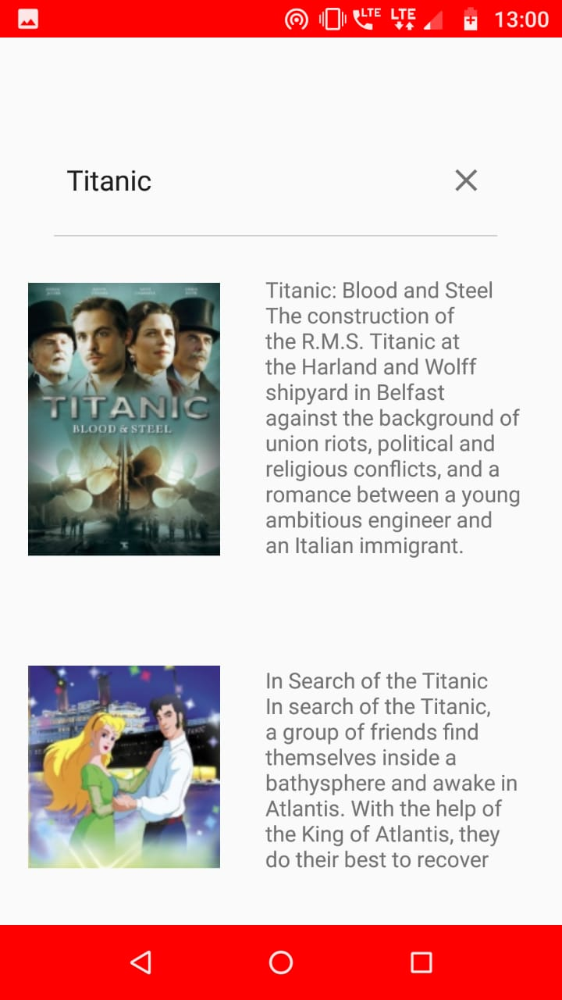 LTE LTE 13:00
Titanic
Titanic: Blood and Steel
The construction of
the R.M.S. Titanic at
the Harland and Wolff
shipyard in Belfast
against the background of
union riots, political and
religious conflicts, and a
romance between a young
ambitious engineer and
an Italian immigrant.
TITANIC
BLOOD & STEEL
In Search of the Titanic
In search of the Titanic,
a group of friends find
themselves inside a
bathysphere and awake in
Atlantis. With the help of
the King of Atlantis, they
do their best to recover